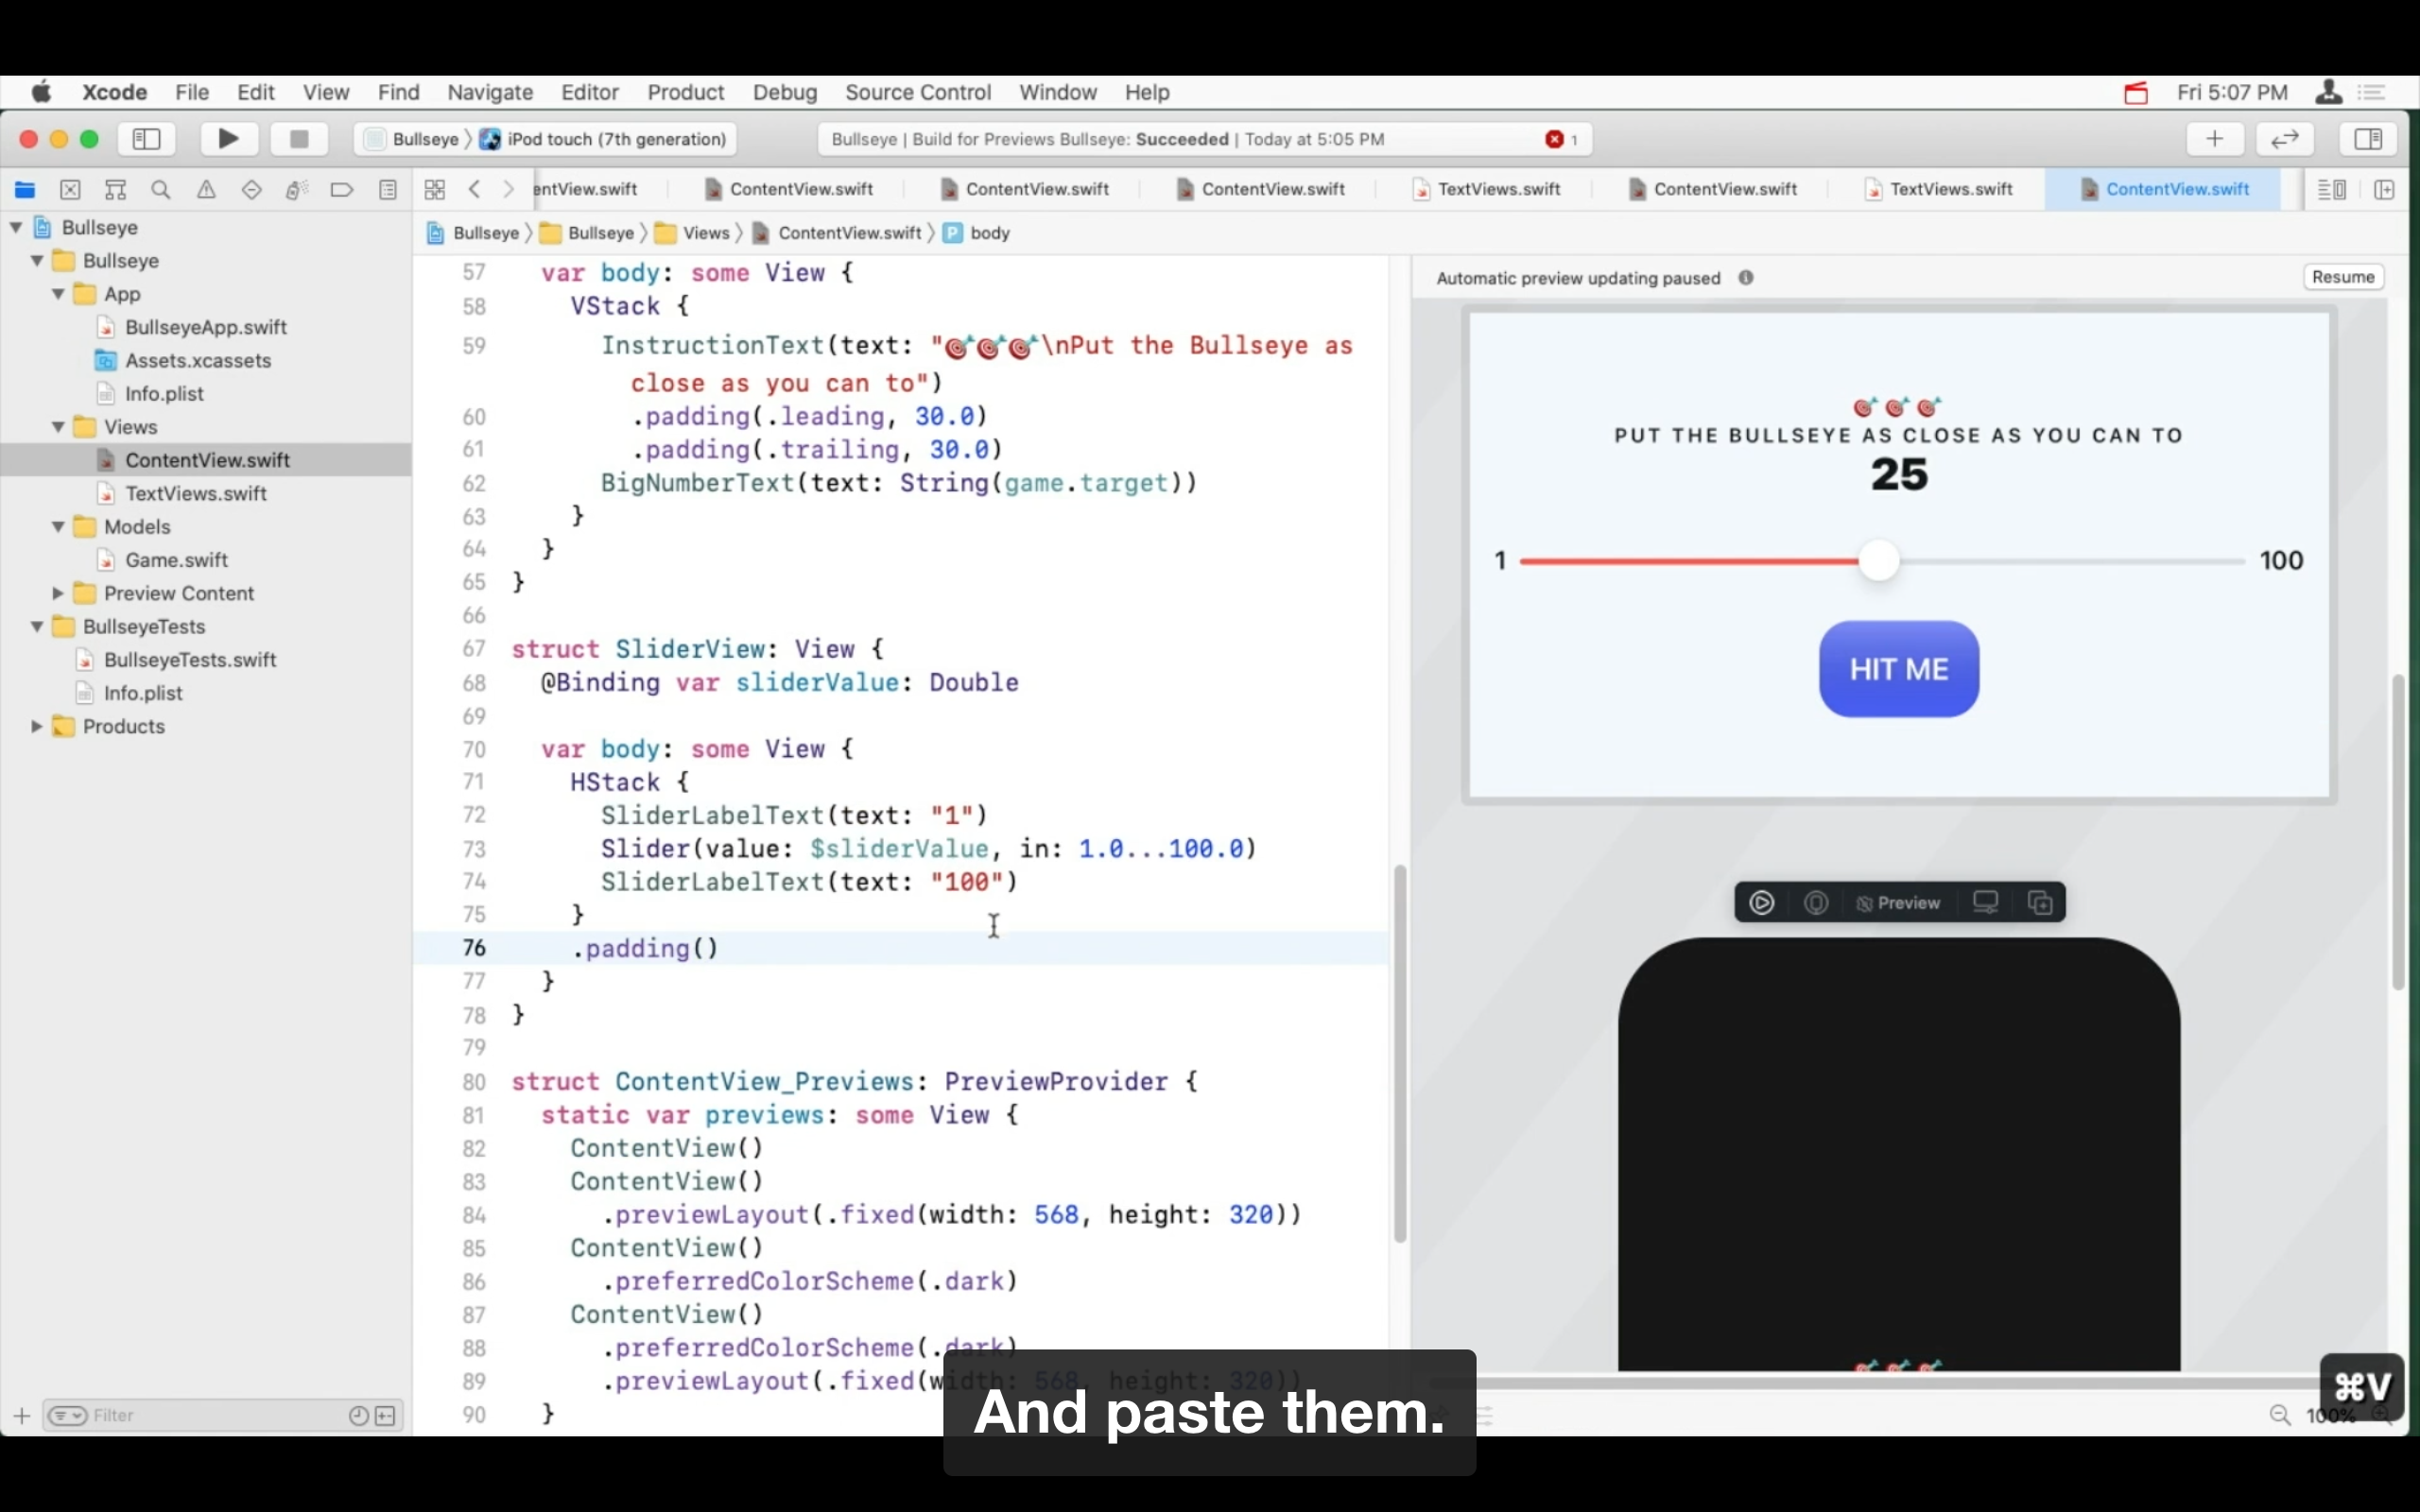 Xcode File Edit View Find Navigate Editor Product Debug Source Control Window Help Fri 5:07 PM
Bullseye 〉 iPod touch (7th generation) Bullseye | Build for Previews Bullseye: Succeeded | Today at 5:05 PM 1
entView.swift ContentView.swift ContentView.swift ContentView.swift TextViews.swift ContentView.swift TextViews.swift ContentView.swift
Bullseye 〉 Bullseye 〉 Views 〉 ContentView.swift 〉 P body
Bullseye
Bullseye
App
BullseyeApp.swift
Assets.xcassets
Info.plist
Views
ContentView.swift
TextViews.swift
Models
Game.swift
Preview Content
BullseyeTests
BullseyeTests.swift
Info.plist
Products
Filter
57 var body: some View {
58 VStack {
59 InstructionText(text: "🎯🎯🎯\nPut the Bullseye as
close as you can to")
60 .padding(.leading, 30.0)
61 .padding(.trailing, 30.0)
62 BigNumberText(text: String(game.target))
63 }
64 }
65 }
66
67 struct SliderView: View {
68 @Binding var sliderValue: Double
69
70 var body: some View {
71 HStack {
72 SliderLabelText(text: "1")
73 Slider(value: $sliderValue, in: 1.0...100.0)
74 SliderLabelText(text: "100")
75 }
76 .padding()
77 }
78 }
79
80 struct ContentView_Previews: PreviewProvider {
81 static var previews: some View {
82 ContentView()
83 ContentView()
84 .previewLayout(.fixed(width: 568, height: 320))
85 ContentView()
86 .preferredColorScheme(.dark)
87 ContentView()
88 .preferredColorScheme(.dark)
89 .previewLayout(.fixed(width: 568, height: 320))
90 }
Automatic preview updating paused Resume
🎯🎯🎯
PUT THE BULLSEYE AS CLOSE AS YOU CAN TO
25
1 100
HIT ME
Preview
⌘V
100%
And paste them.